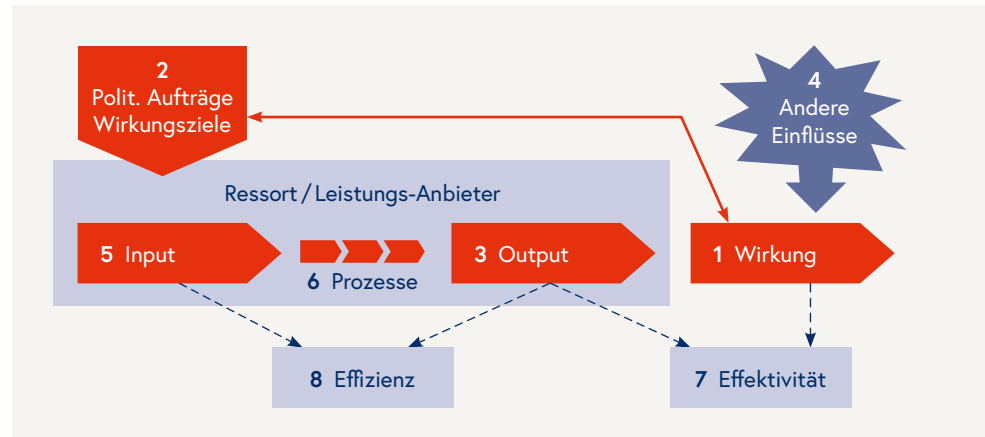 2
Polit. Aufträge
Wirkungsziele
4
Andere
Einflüsse
Ressort / Leistungs-Anbieter
5 Input
6 Prozesse
3 Output
1 Wirkung
8 Effizienz
7 Effektivität